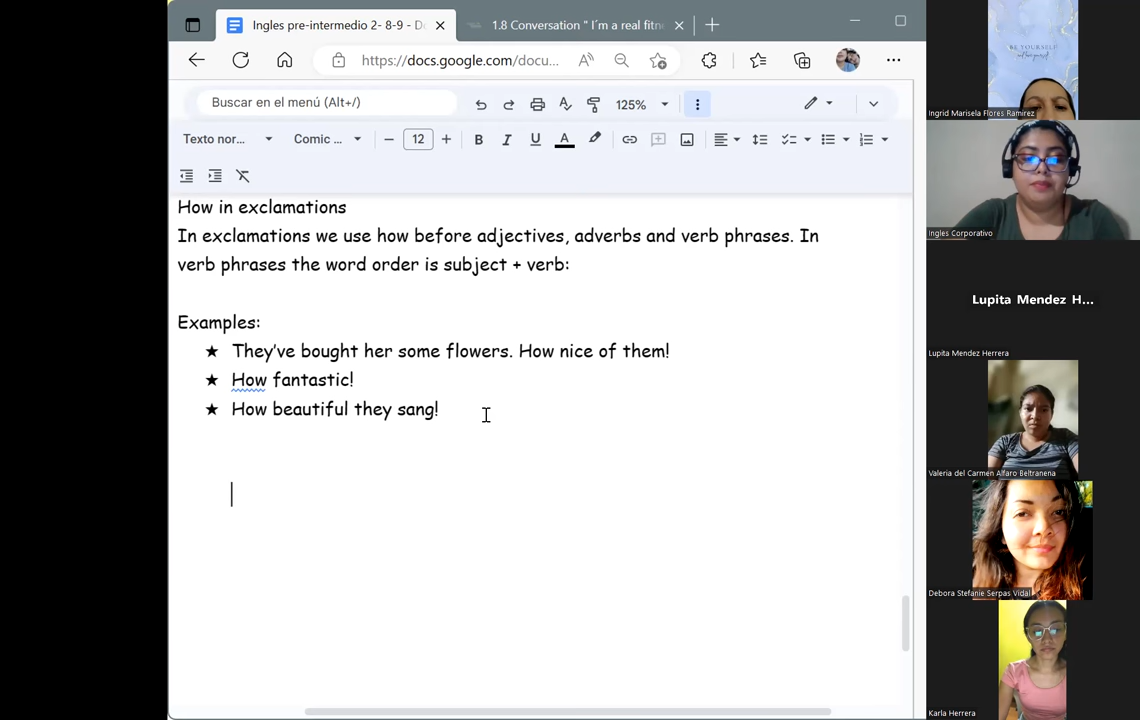 Ingles pre-intermedio 2- 8-9 - Do
1.8 Conversation " I´m a real fitn
https://docs.google.com/docu...
Buscar en el menú (Alt+/)
125%
Texto nor...
Comic ...
12
How in exclamations
In exclamations we use how before adjectives, adverbs and verb phrases. In
verb phrases the word order is subject + verb:
Examples:
★ They've bought her some flowers. How nice of them!
★ How fantastic!
★ How beautiful they sang!
BE YOURSELF
Ingrid Marisela Flores Ramirez
Ingles Corporativo
Lupita Mendez H...
Lupita Mendez Herrera
Valeria del Carmen Alfaro Beltranena
Debora Stefanie Serpas Vidal
Karla Herrera